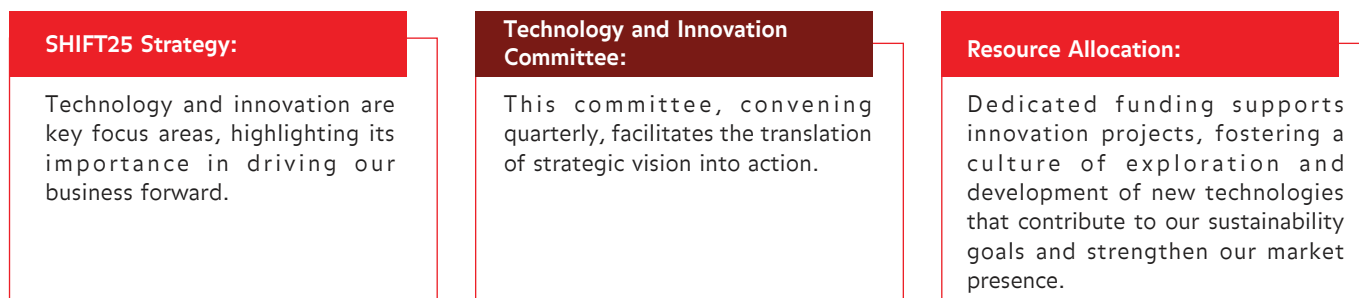 SHIFT25 Strategy:
Technology and innovation are
key focus areas, highlighting its
importance in driving our
business forward.
Technology and Innovation
Committee:
This committee, convening
quarterly, facilitates the translation
of strategic vision into action.
Resource Allocation:
Dedicated funding supports
innovation projects, fostering a
culture of exploration and
development of new technologies
that contribute to our sustainability
goals and strengthen our market
presence.